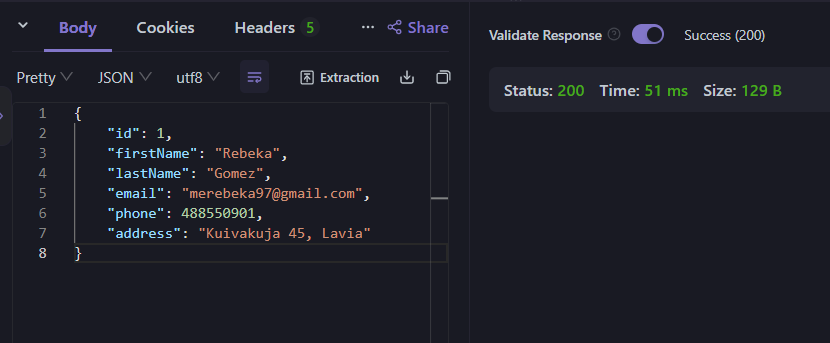 Body Cookies Headers 5 ··· Share
Pretty JSON utf8 Extraction
1 {
2 "id": 1,
3 "firstName": "Rebeka",
4 "lastName": "Gomez",
5 "email": "merebeka97@gmail.com",
6 "phone": 488550901,
7 "address": "Kuivakuja 45, Lavia"
8 }
Validate Response ? Success (200)
Status: 200 Time: 51 ms Size: 129 B